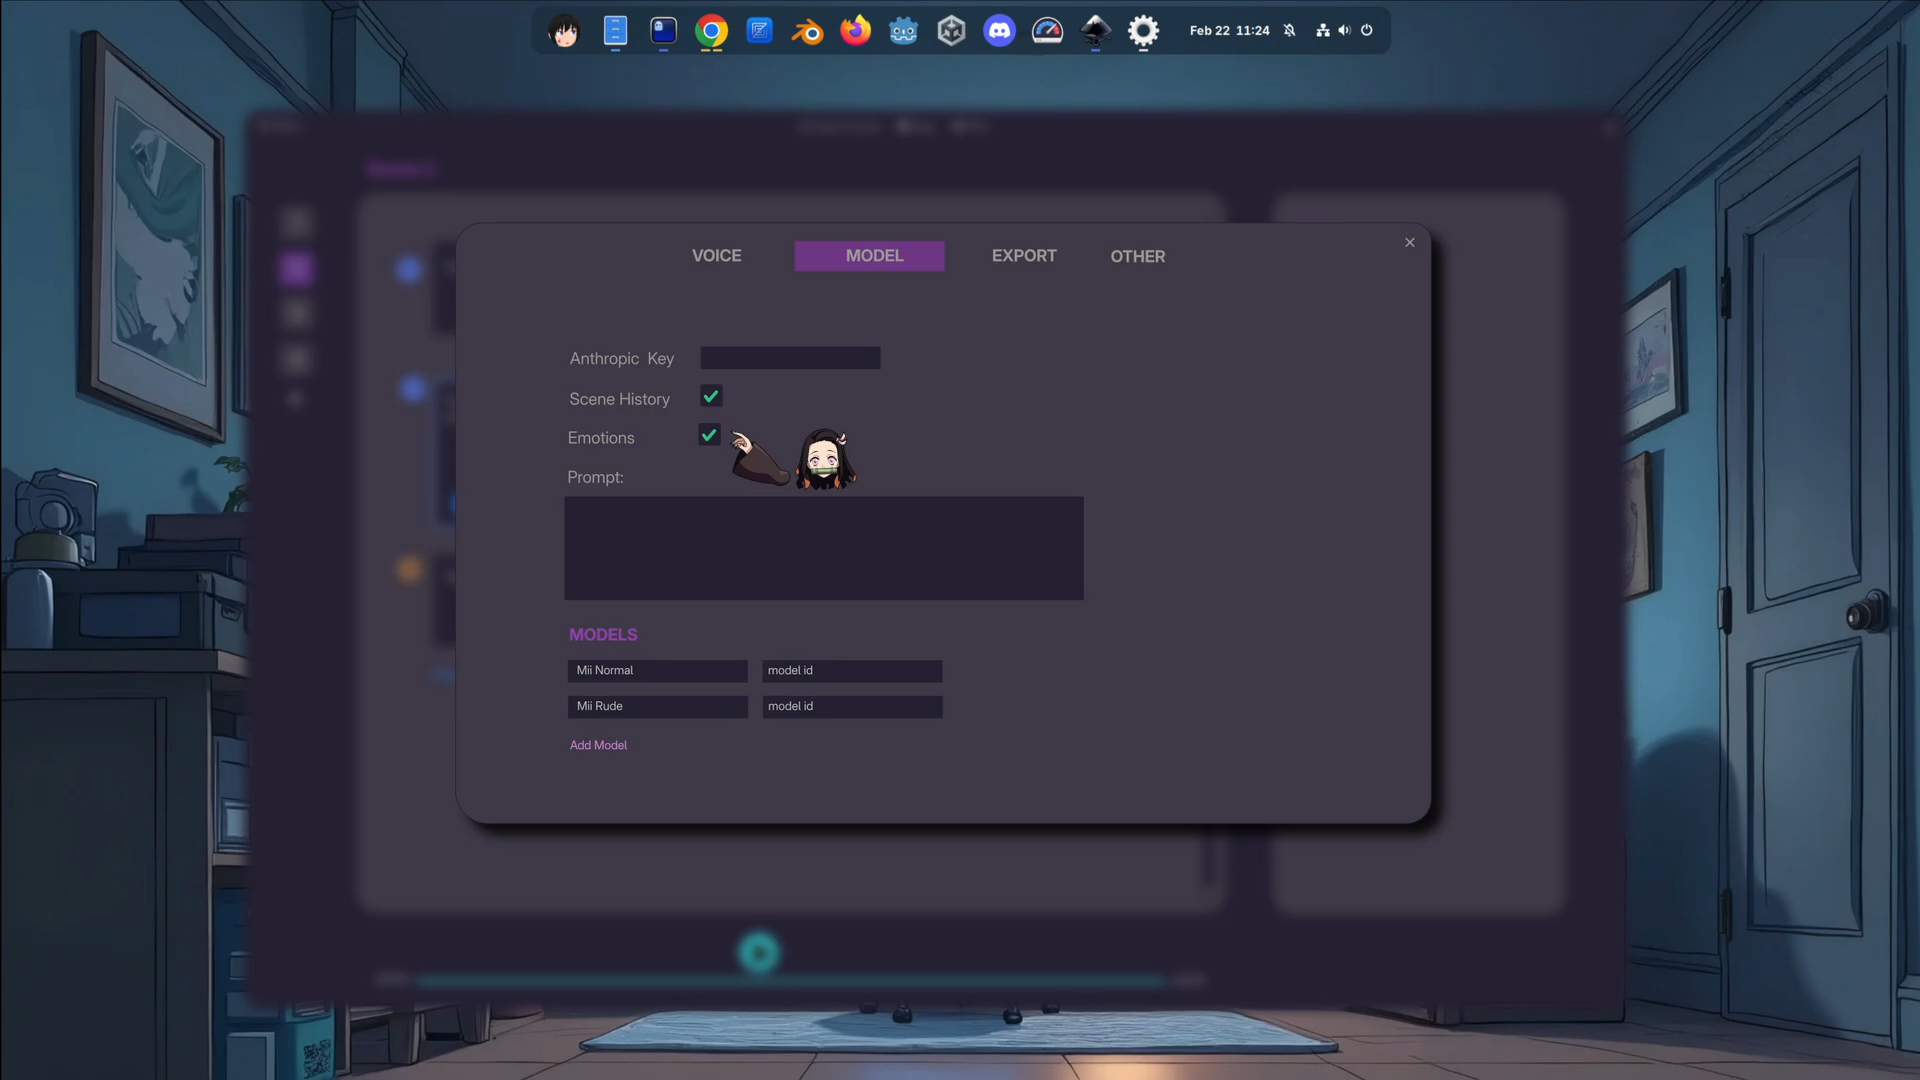 Feb 22 11:24
VOICE MODEL EXPORT OTHER
Anthropic Key
Scene History
Emotions
Prompt:
MODELS
Mii Normal model id
Mii Rude model id
Add Model